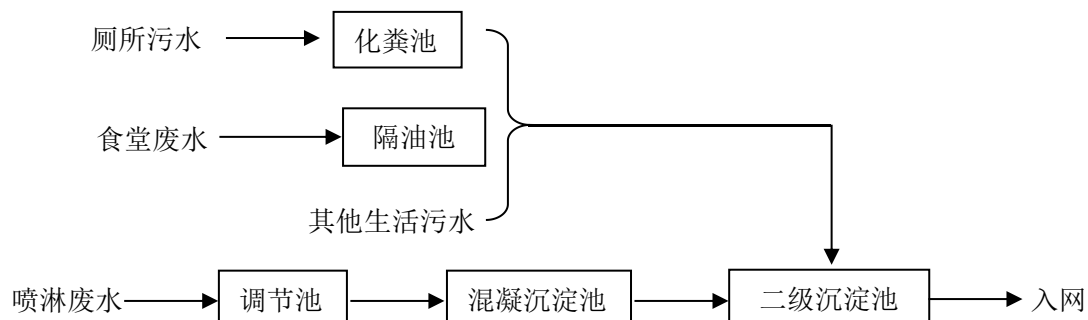 厕所污水
化粪池
食堂废水
隔油池
其他生活污水
喷淋废水
调节池
混凝沉淀池
二级沉淀池
入网